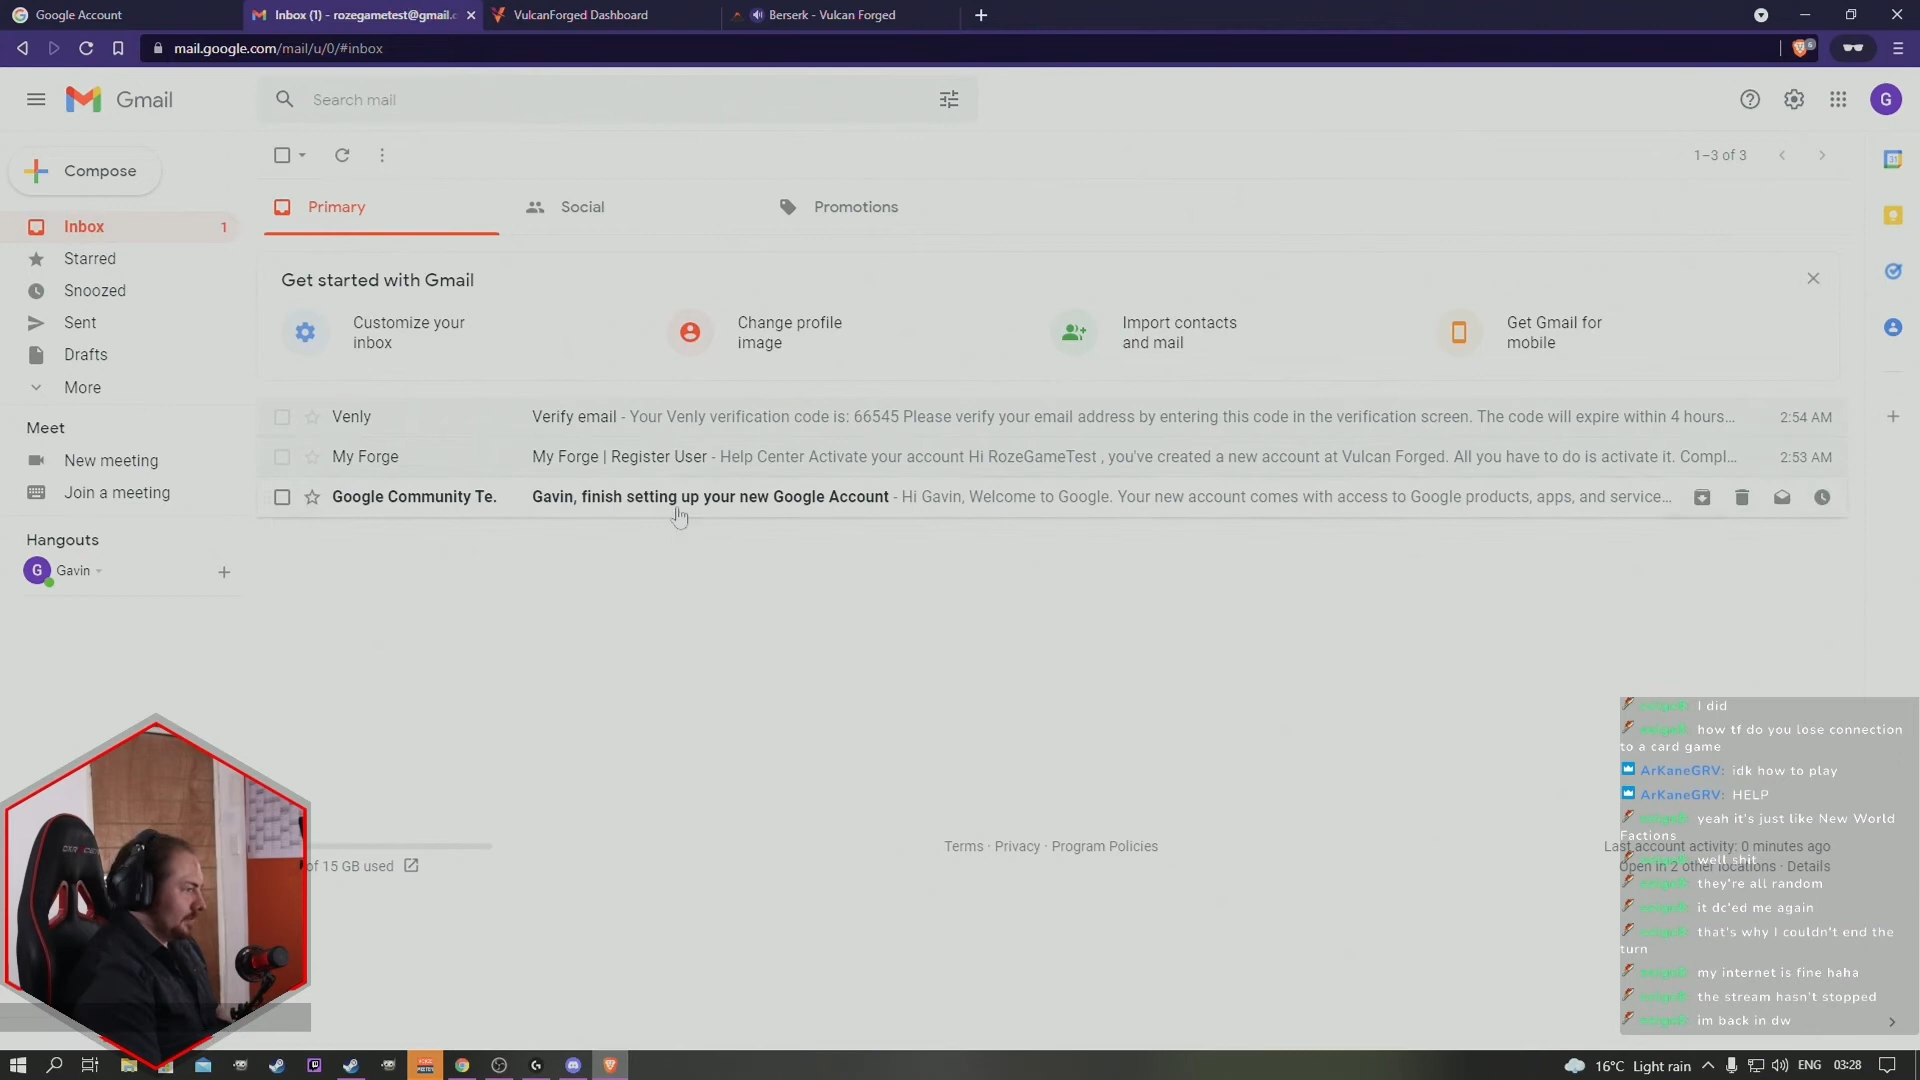 Google Account
Inbox (1) - rozegametest@gmail.c
VulcanForged Dashboard
Berserk - Vulcan Forged
mail.google.com/mail/u/0/#inbox
6
Gmail
Search mail
G
Compose
1–3 of 3
Primary
Social
Promotions
Inbox
1
Starred
Snoozed
Sent
Drafts
More
Get started with Gmail
Customize your
inbox
Change profile
image
Import contacts
and mail
Get Gmail for
mobile
Venly
Verify email - Your Venly verification code is: 66545 Please verify your email address by entering this code in the verification screen. The code will expire within 4 hours...
2:54 AM
My Forge
My Forge | Register User - Help Center Activate your account Hi RozeGameTest , you've created a new account at Vulcan Forged. All you have to do is activate it. Compl...
2:53 AM
Google Community Te.
Gavin, finish setting up your new Google Account - Hi Gavin, Welcome to Google. Your new account comes with access to Google products, apps, and service...
Meet
New meeting
Join a meeting
Hangouts
G
Gavin
31
of 15 GB used
Terms · Privacy · Program Policies
Last account activity: 0 minutes ago
Open in 2 other locations · Details
I did
how tf do you lose connection
to a card game
ArKaneGRV: idk how to play
ArKaneGRV: HELP
yeah it's just like New World
Factions
well shit
they're all random
it dc'ed me again
that's why I couldn't end the
turn
my internet is fine haha
the stream hasn't stopped
im back in dw
16°C Light rain
ENG
03:28